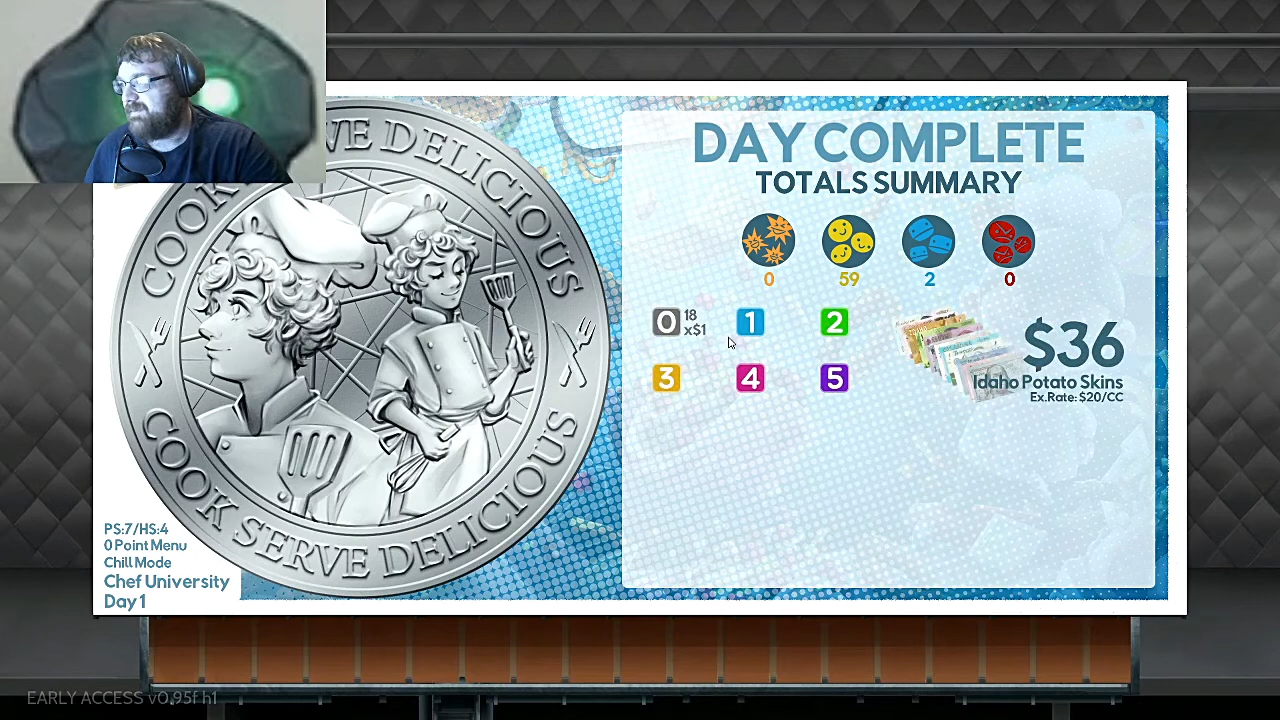 COOK SERVE DELICIOUS
COOK SERVE DELICIOUS
DAY COMPLETE
TOTALS SUMMARY
0 59 2 0
0 18 x$1 1 2
3 4 5
$36
Idaho Potato Skins
Ex.Rate: $20/CC
PS:7/HS:4
0 Point Menu
Chill Mode
Chef University
Day 1
EARLY ACCESS v0.95f h1